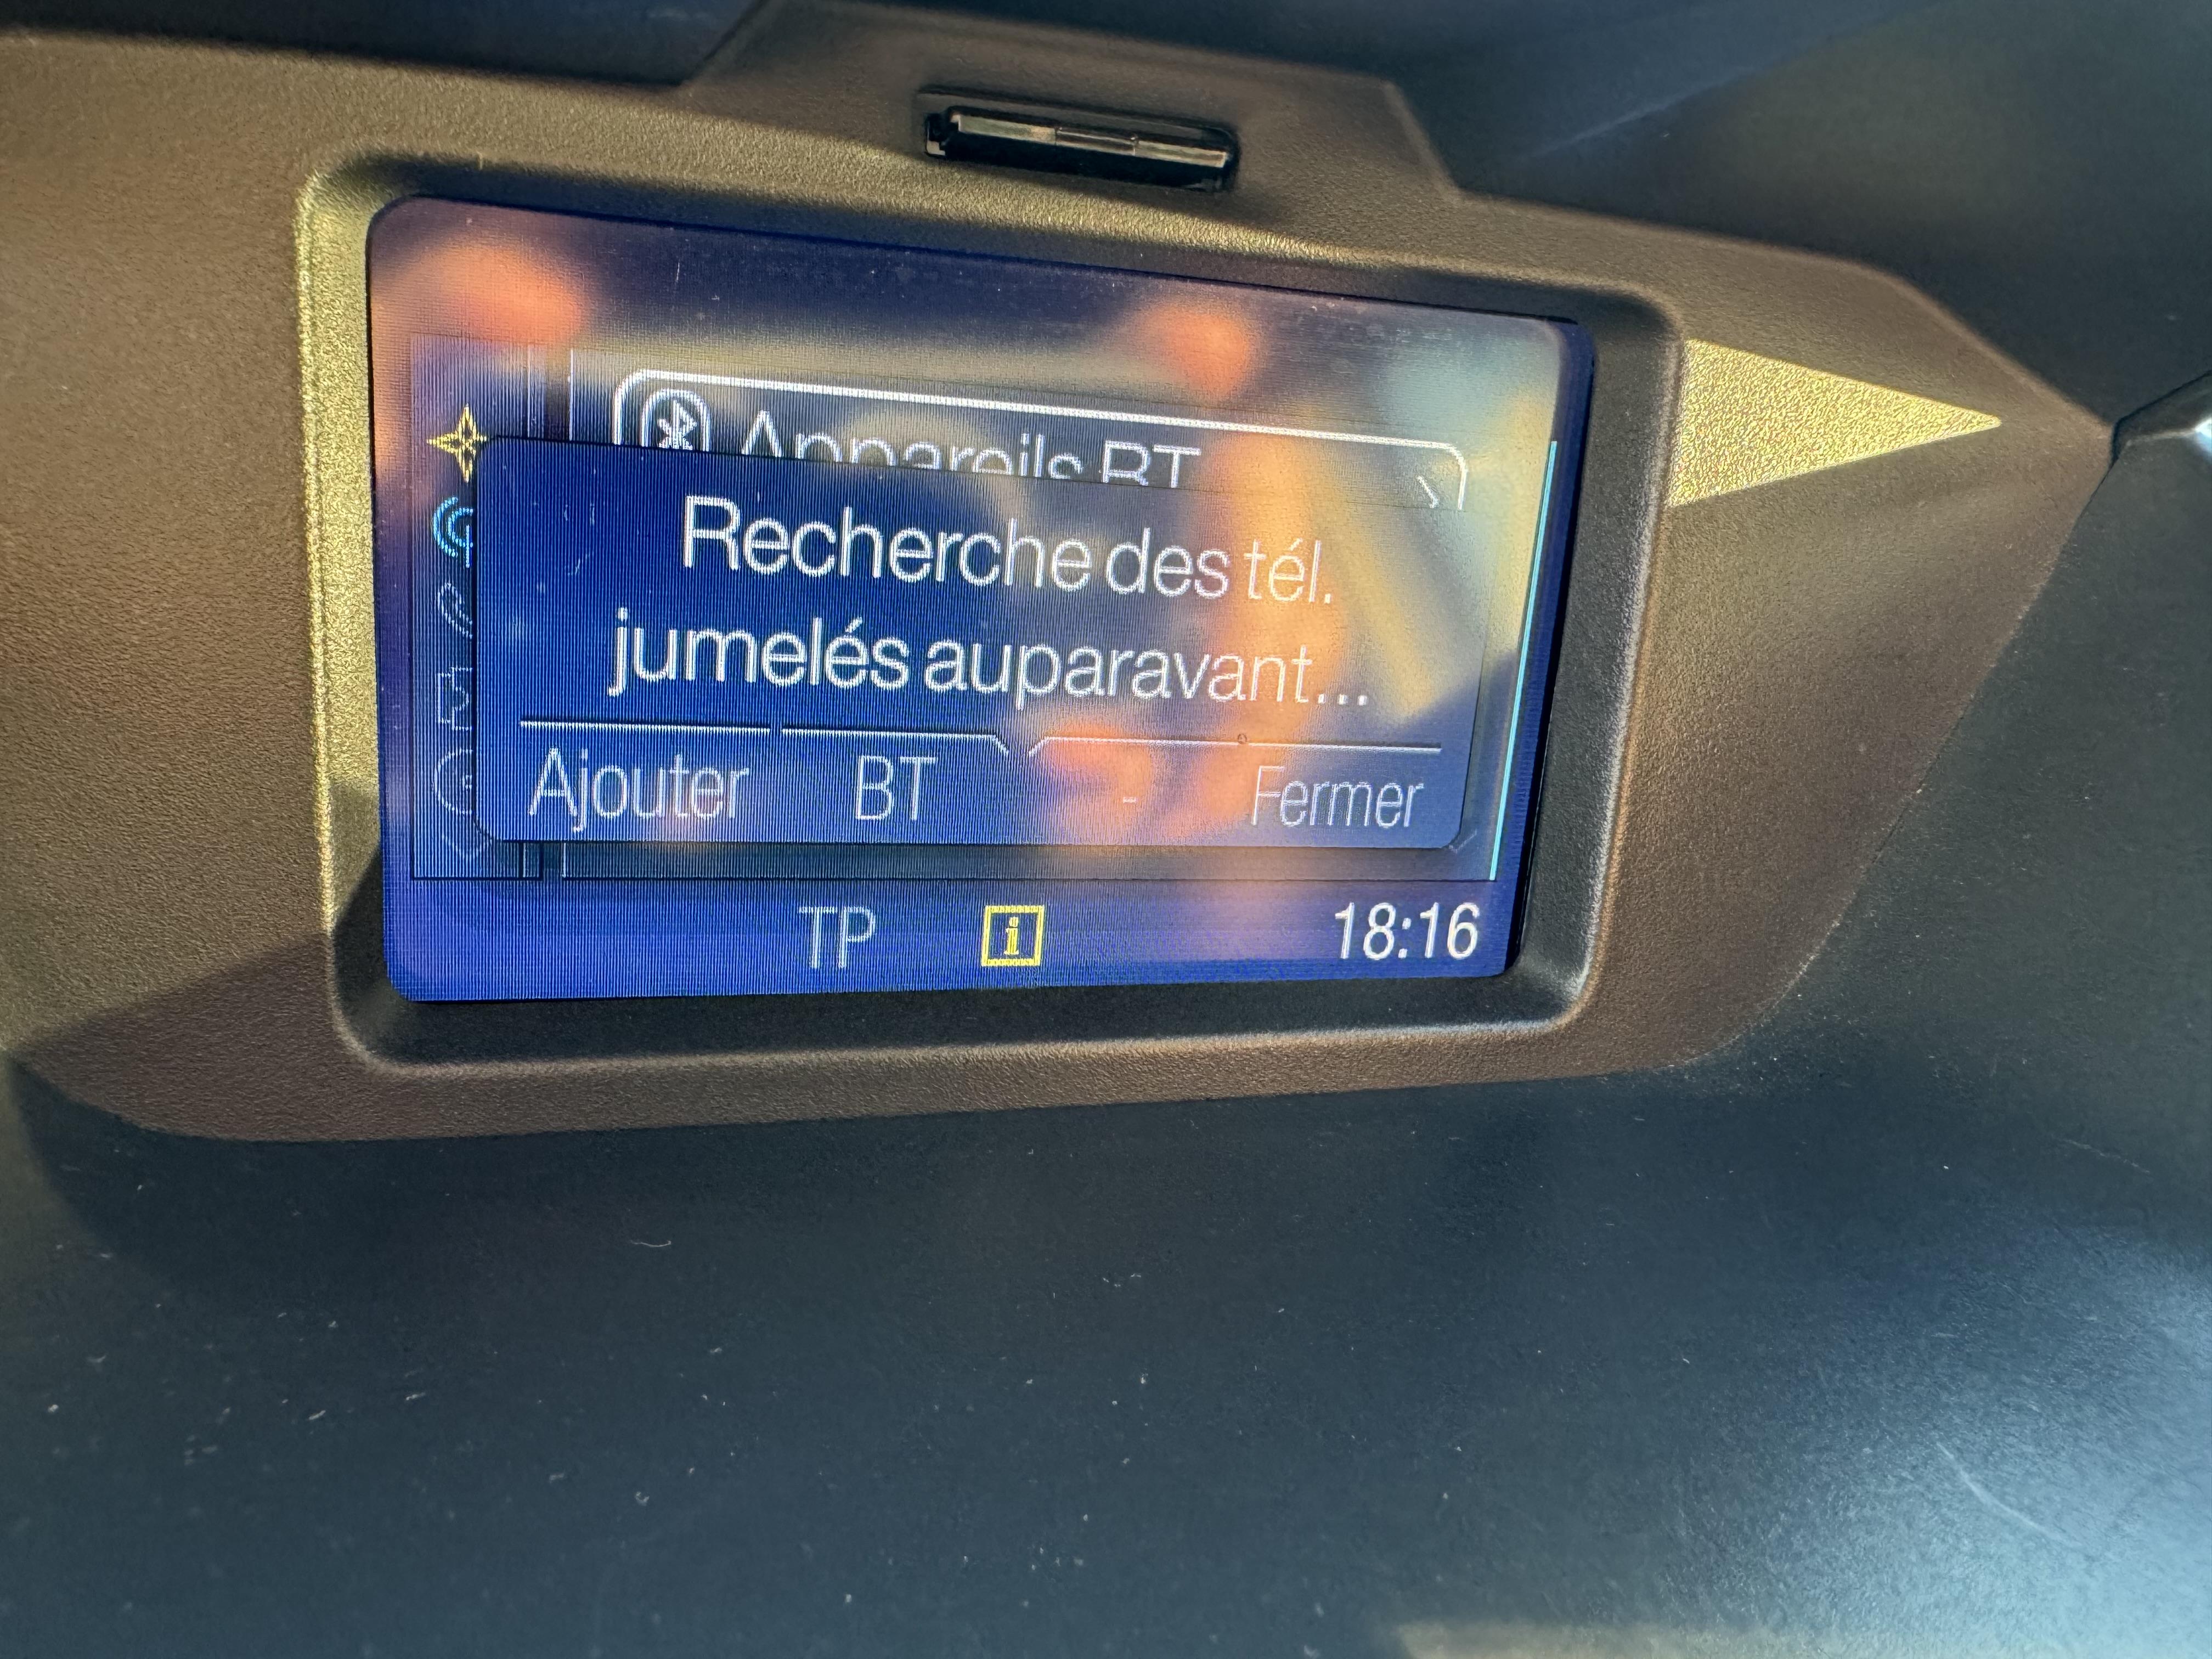 Appareils BT
Recherche des tél.
jumelés auparavant...
Ajouter BT - Fermer
TP i 18:16